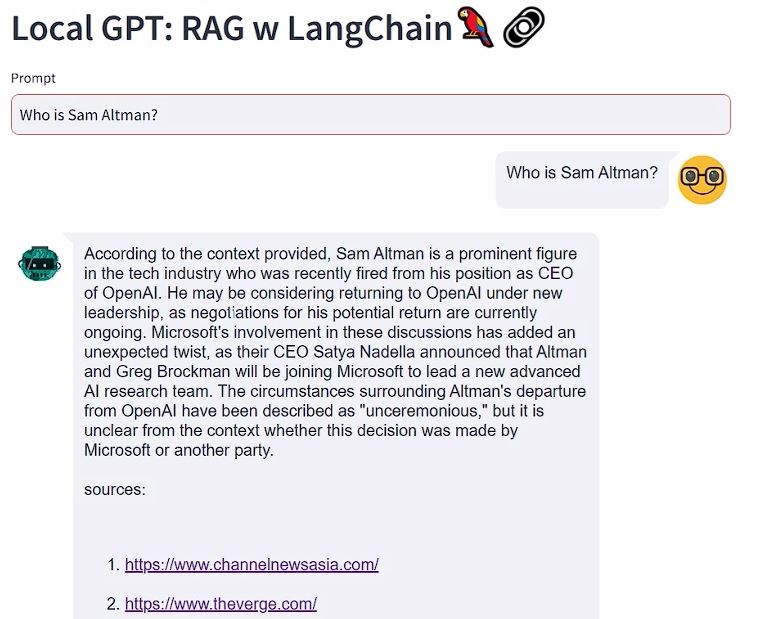 Local GPT: RAG w LangChain🦜🔗
Prompt
Who is Sam Altman?
Who is Sam Altman?
According to the context provided, Sam Altman is a prominent figure
in the tech industry who was recently fired from his position as CEO
of OpenAI. He may be considering returning to OpenAI under new
leadership, as negotiations for his potential return are currently
ongoing. Microsoft's involvement in these discussions has added an
unexpected twist, as their CEO Satya Nadella announced that Altman
and Greg Brockman will be joining Microsoft to lead a new advanced
AI research team. The circumstances surrounding Altman's departure
from OpenAI have been described as "unceremonious," but it is
unclear from the context whether this decision was made by
Microsoft or another party.
sources:
1. https://www.channelnewsasia.com/
2. https://www.theverge.com/